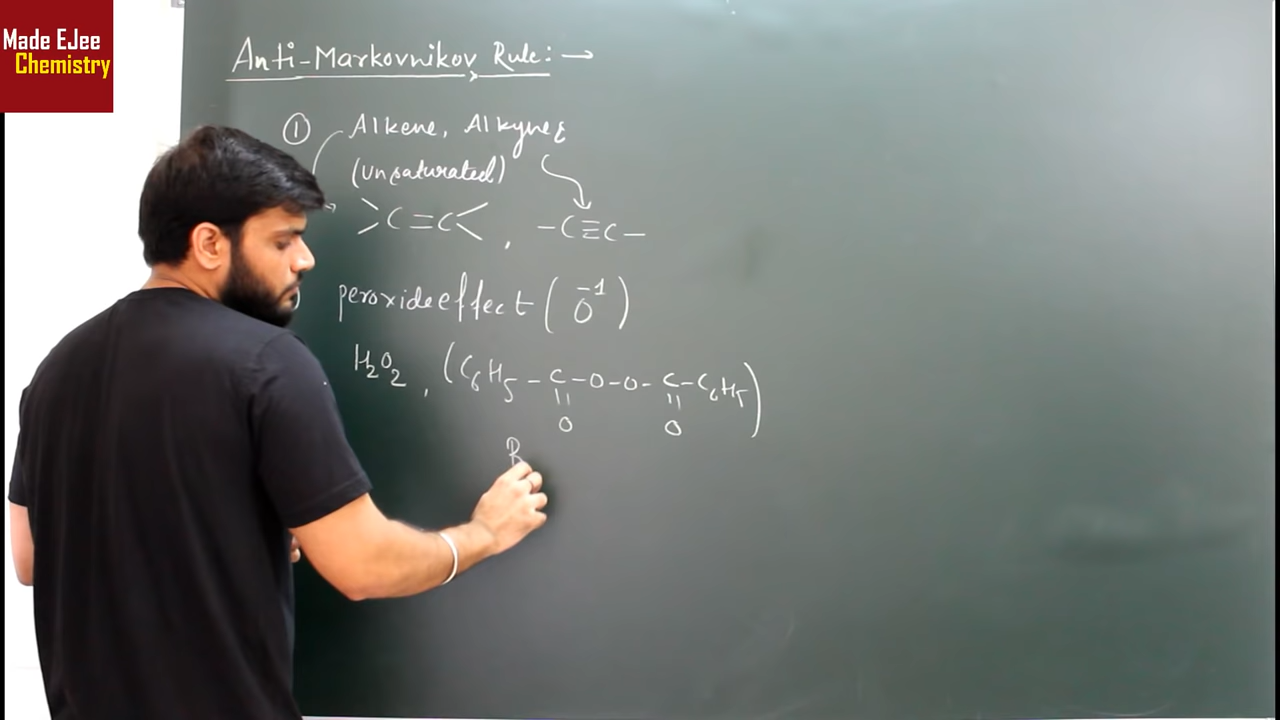 Made EJee
Chemistry
Anti-Markovnikov Rule:→
① Alkene, Alkyne
(unsaturated)
>C=C<, -C≡C-
peroxide effect (O⁻¹)
H₂O₂, (C₆H₅-C-O-O-C-C₆H₅)
|| ||
O O
B